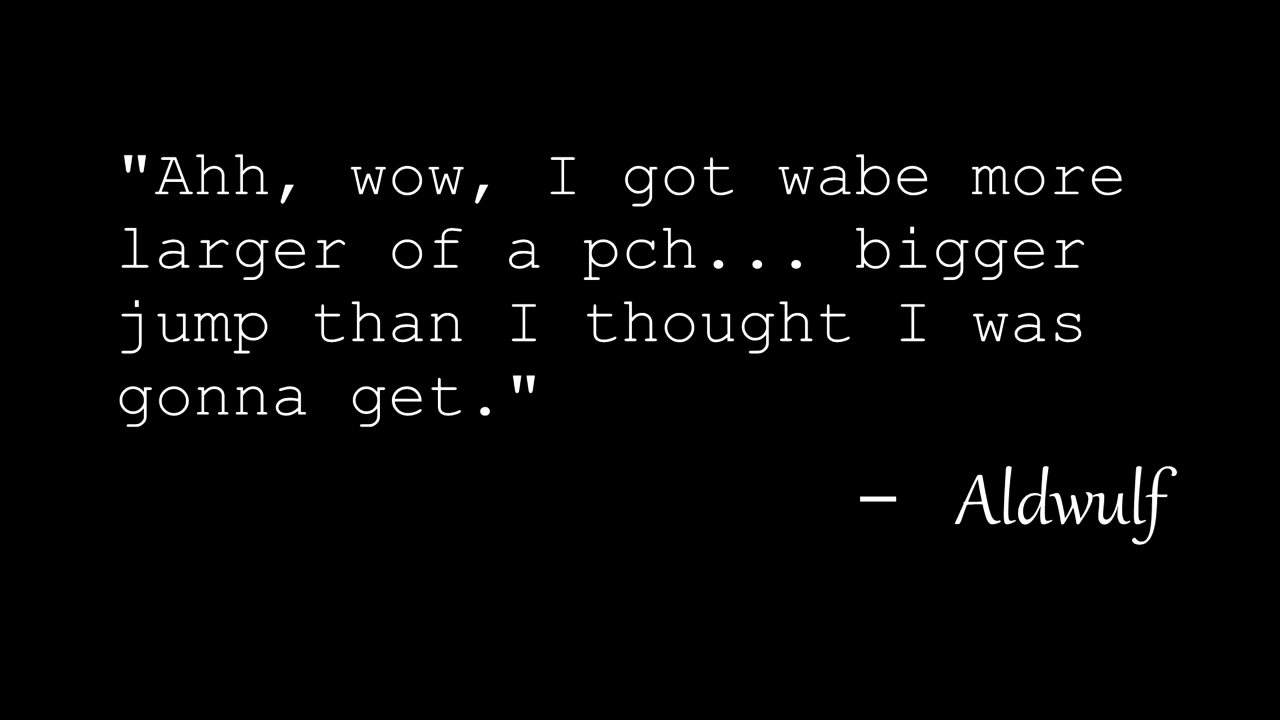 "Ahh, wow, I got wabe more
larger of a pch... bigger
jump than I thought I was
gonna get."
– Aldwulf